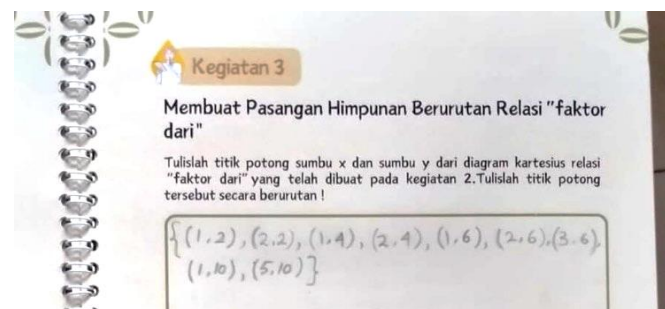 Kegiatan 3
Membuat Pasangan Himpunan Berurutan Relasi "faktor
dari"
Tulislah titik potong sumbu x dan sumbu y dari diagram kartesius relasi
"faktor dari" yang telah dibuat pada kegiatan 2.Tulislah titik potong
tersebut secara berurutan !
{(1,2),(2,2),(1,4),(2,4),(1,6),(2,6),(3,6),
(1,10),(5,10)}